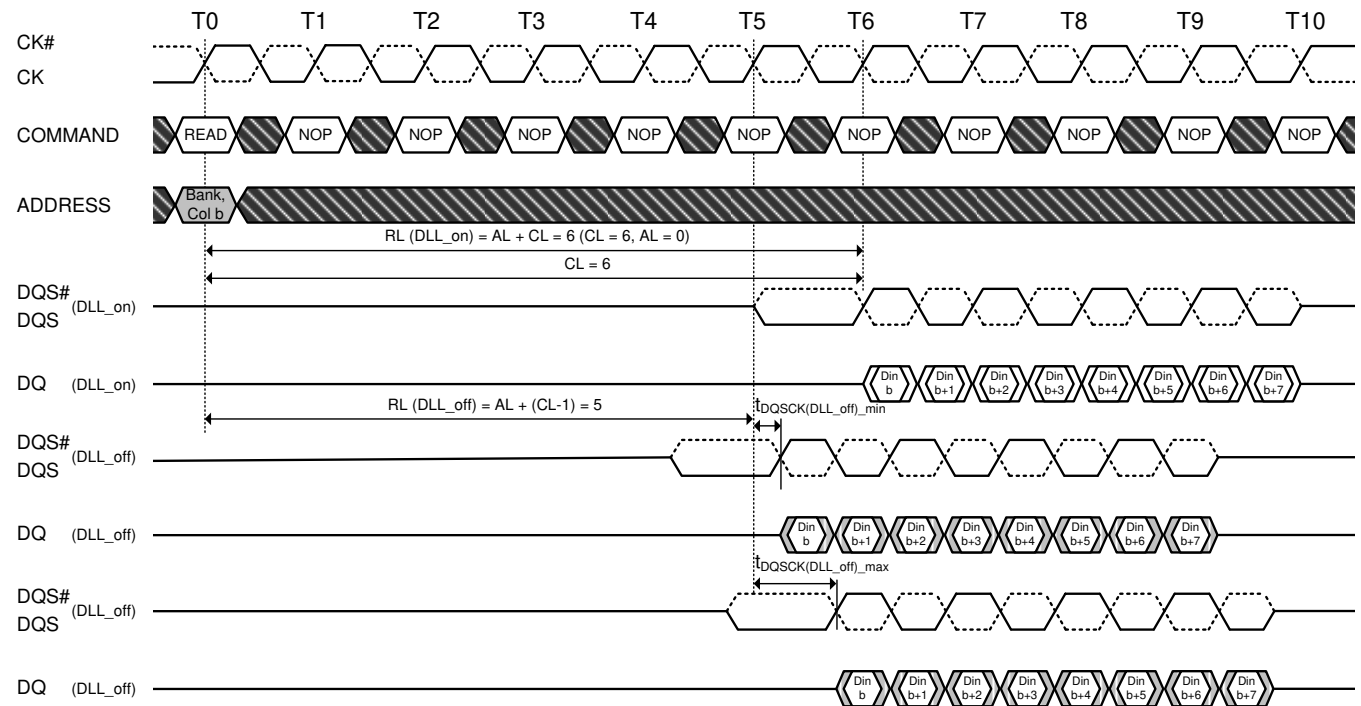 T0 T1 T2 T3 T4 T5 T6 T7 T8 T9 T10
CK#
CK
COMMAND READ NOP NOP NOP NOP NOP NOP NOP NOP NOP NOP
ADDRESS Bank,
Col b
RL (DLL_on) = AL + CL = 6 (CL = 6, AL = 0)
CL = 6
DQS# (DLL_on)
DQS
DQ (DLL_on) Din Din Din Din Din Din Din Din
b b+1 b+2 b+3 b+4 b+5 b+6 b+7
RL (DLL_off) = AL + (CL-1) = 5 tDQSCK(DLL_off)_min
DQS# (DLL_off)
DQS
DQ (DLL_off) Din Din Din Din Din Din Din Din
b b+1 b+2 b+3 b+4 b+5 b+6 b+7
tDQSCK(DLL_off)_max
DQS# (DLL_off)
DQS
DQ (DLL_off) Din Din Din Din Din Din Din Din
b b+1 b+2 b+3 b+4 b+5 b+6 b+7